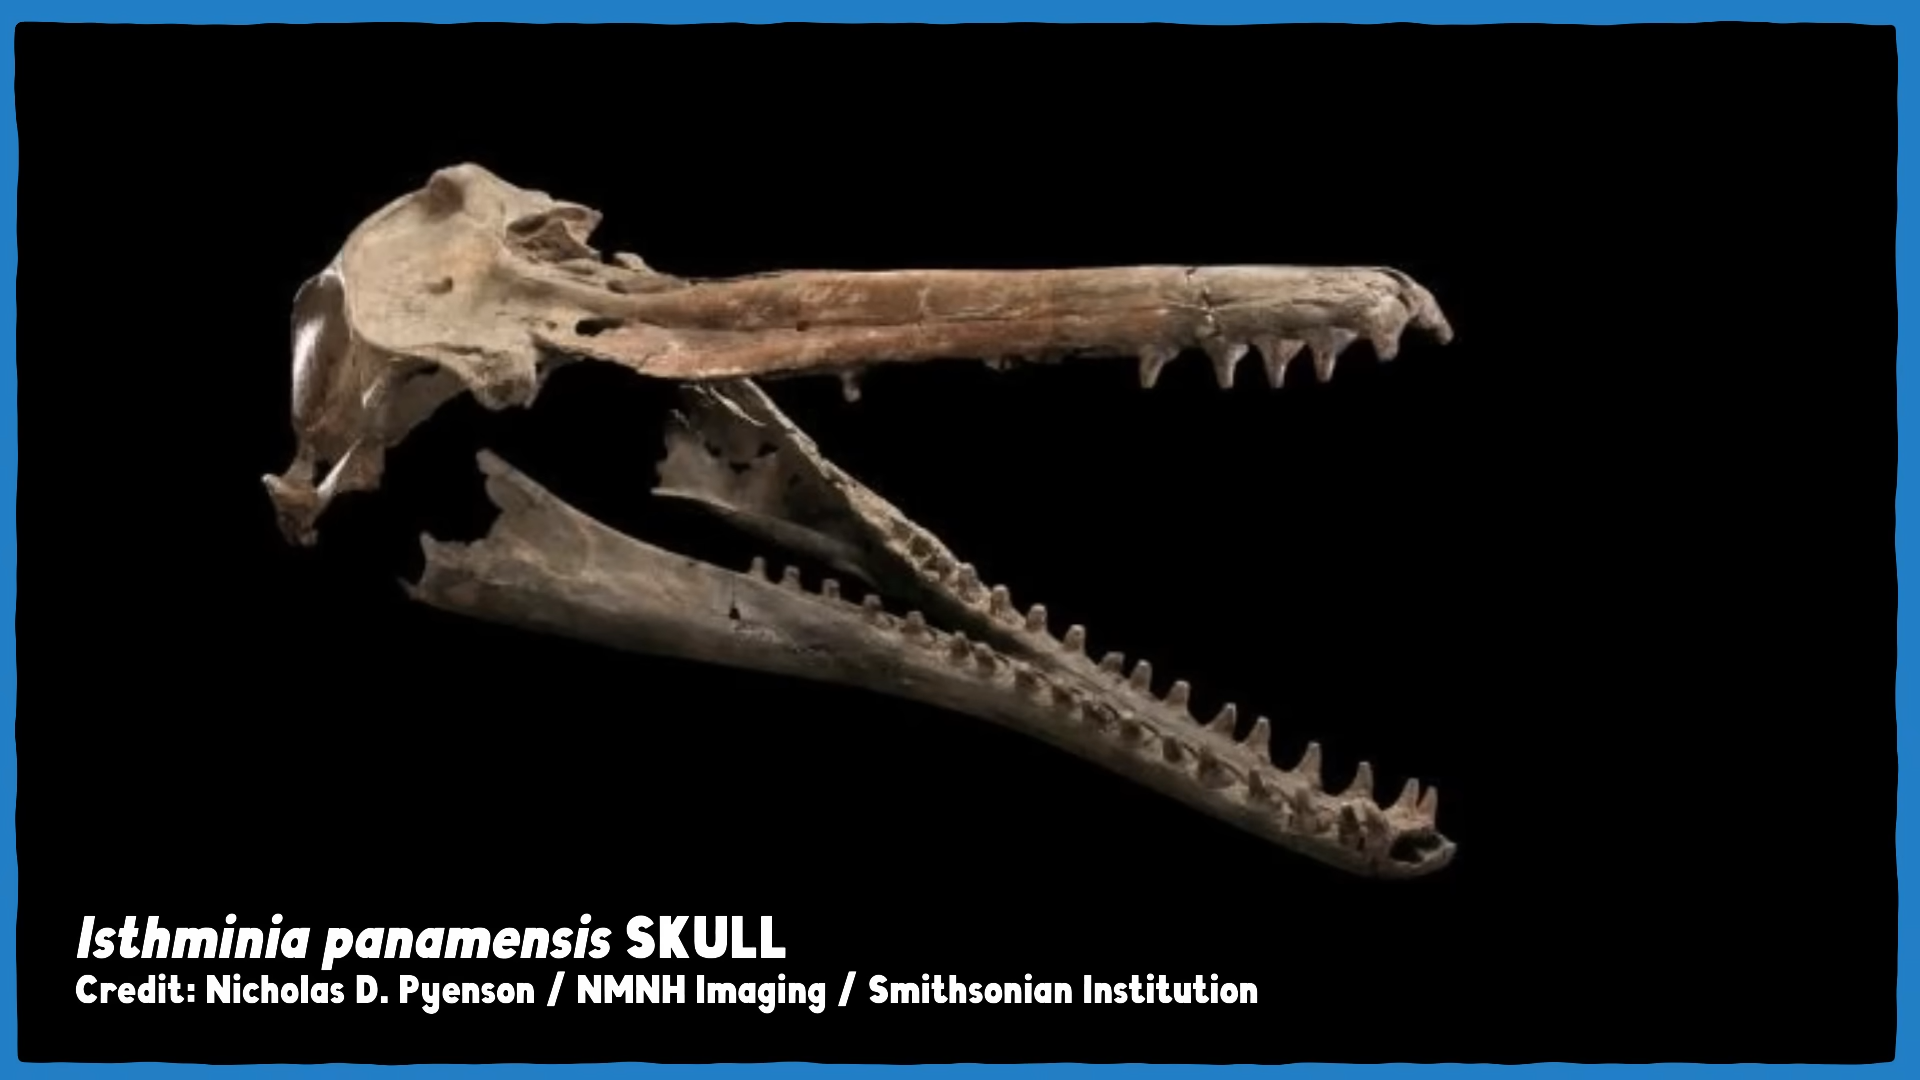 Isthminia panamensis SKULL
Credit: Nicholas D. Pyenson / NMNH Imaging / Smithsonian Institution